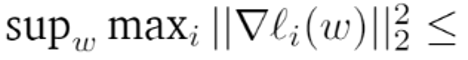 sup_w max_i ||∇ℓ_i(w)||_2^2 ≤